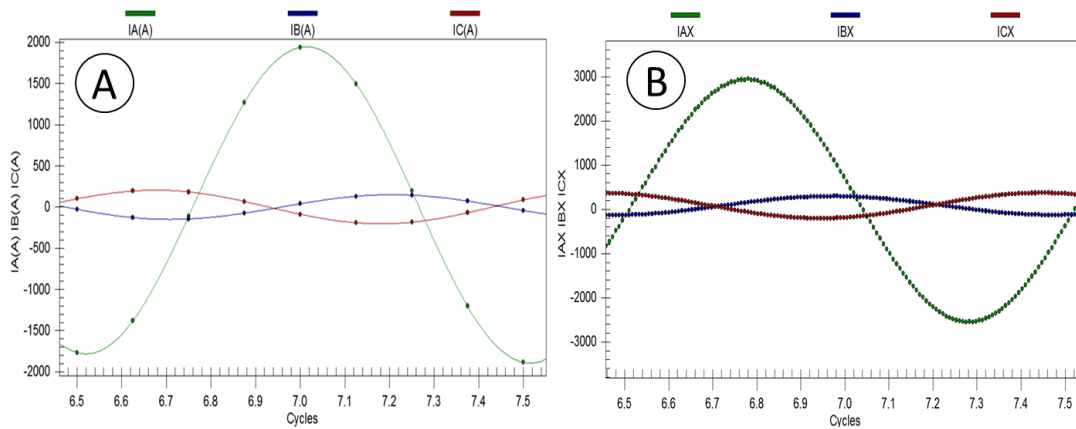 IA(A) IB(A) IC(A)
A
IA(A) IB(A) IC(A)
2000
1500
1000
500
0
-500
-1000
-1500
-2000
6.5 6.6 6.7 6.8 6.9 7.0 7.1 7.2 7.3 7.4 7.5
Cycles
IAX IBX ICX
B
IAX IBX ICX
3000
2000
1000
0
-1000
-2000
-3000
6.5 6.6 6.7 6.8 6.9 7.0 7.1 7.2 7.3 7.4 7.5
Cycles